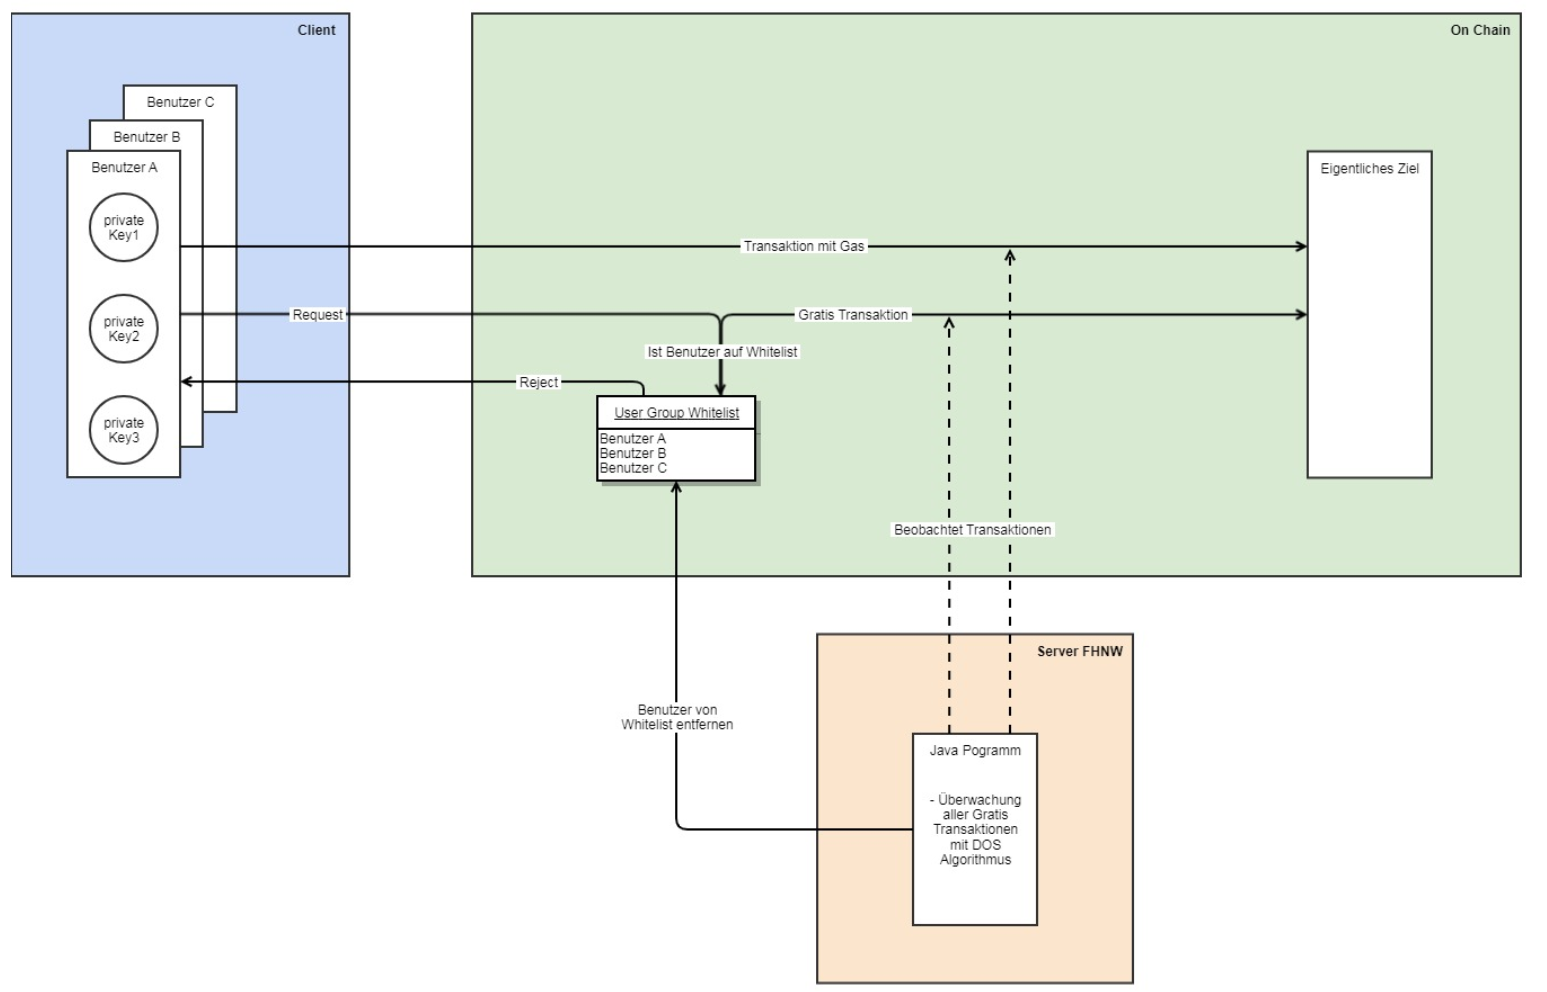 Client
On Chain
Benutzer C
Benutzer B
Benutzer A
private
Key1
private
Key2
private
Key3
Eigentliches Ziel
Transaktion mit Gas
Request
Gratis Transaktion
Ist Benutzer auf Whitelist
Reject
User Group Whitelist
Benutzer A
Benutzer B
Benutzer C
Beobachtet Transaktionen
Server FHNW
Benutzer von
Whitelist entfernen
Java Pogramm
- Überwachung
aller Gratis
Transaktionen
mit DOS
Algorithmus